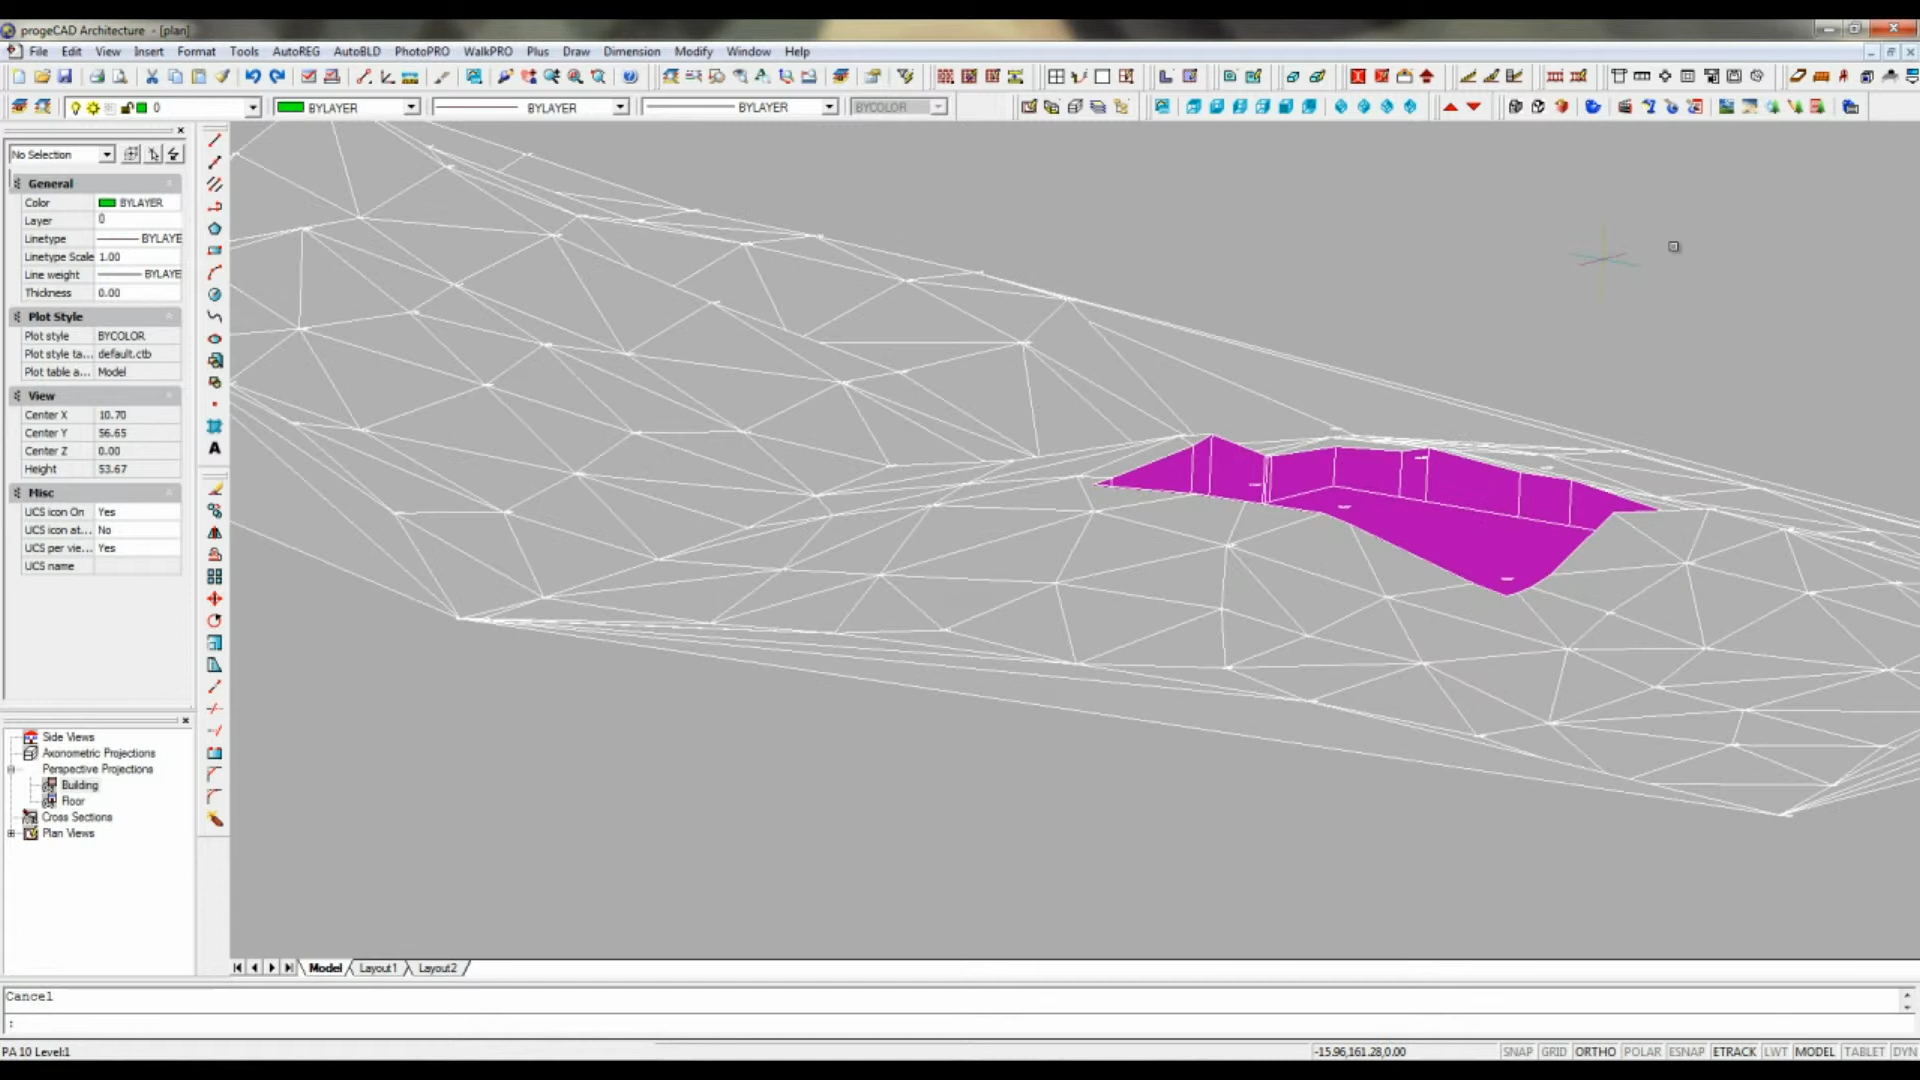 progeCAD Architecture - [plan]
File Edit View Insert Format Tools AutoREG AutoBLD PhotoPRO WalkPRO Plus Draw Dimension Modify Window Help
0 BYLAYER BYLAYER BYLAYER BYCOLOR
No Selection
General
Color BYLAYER
Layer 0
Linetype BYLAYE
Linetype Scale 1.00
Line weight BYLAYE
Thickness 0.00
Plot Style
Plot style BYCOLOR
Plot style ta... default.ctb
Plot table a... Model
View
Center X 10.70
Center Y 56.65
Center Z 0.00
Height 53.67
Misc
UCS icon On Yes
UCS icon at... No
UCS per vie... Yes
UCS name
A
Side Views
Axonometric Projections
Perspective Projections
Building
Floor
Cross Sections
Plan Views
Model Layout1 Layout2
Cancel
:
PA 10 Level:1 -15.96,161.28,0.00 SNAP GRID ORTHO POLAR ESNAP ETRACK LWT MODEL TABLET DYN